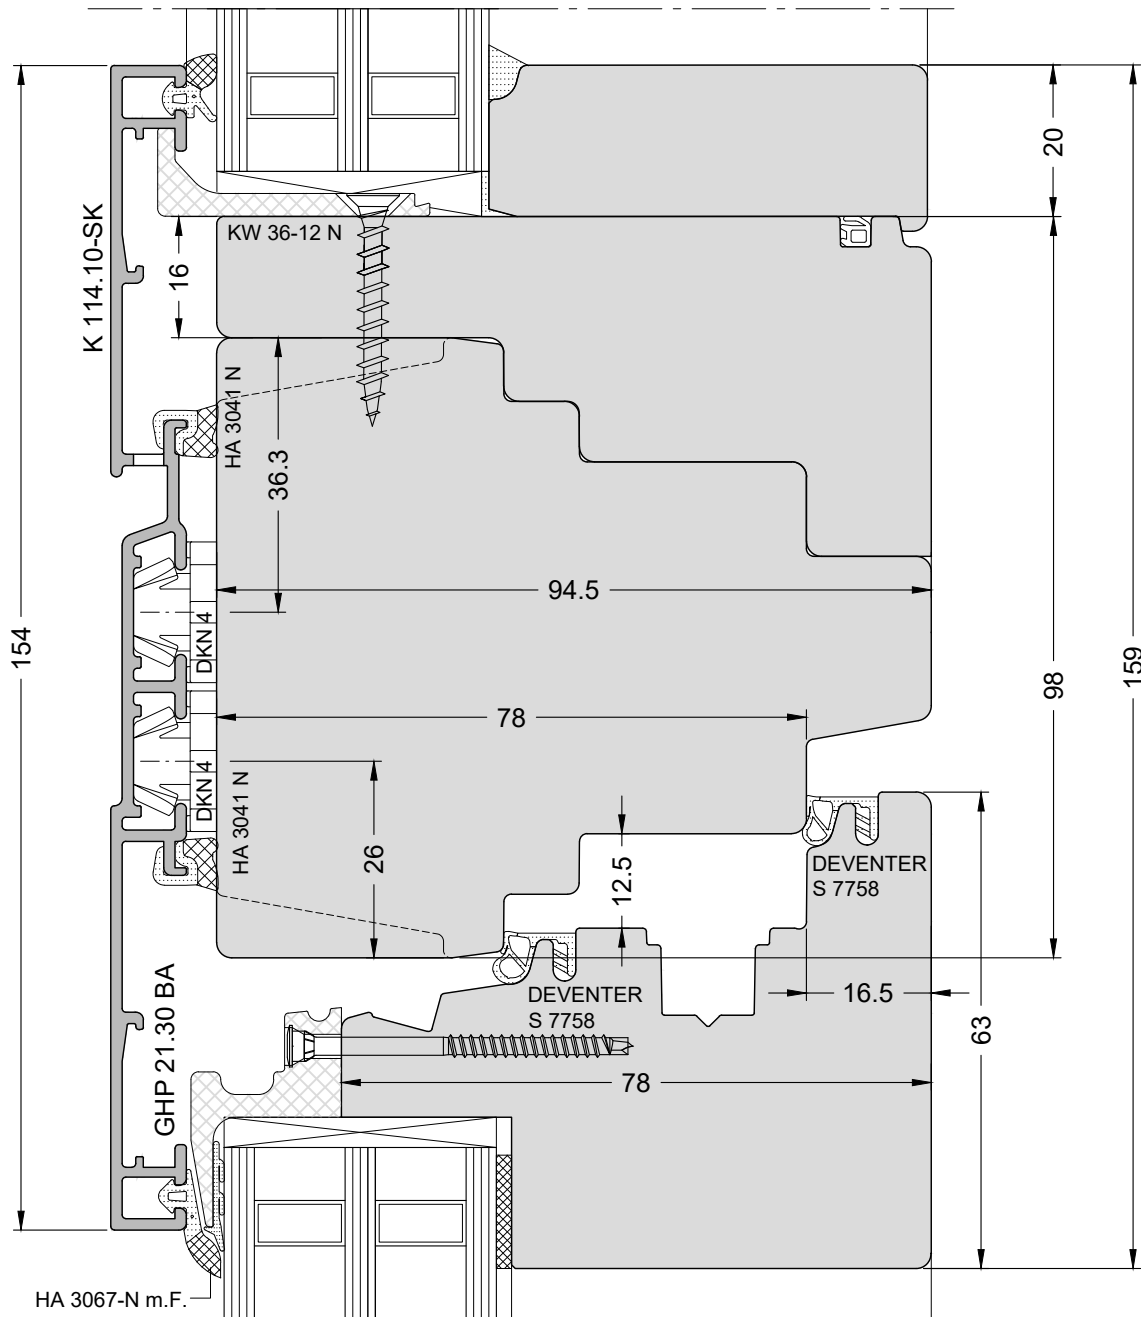 20
KW 36-12 N
K 114.10-SK
16
HA 3041 N
36.3
94.5
154
159
DKN 4
98
78
DKN 4
HA 3041 N
26
12.5
DEVENTER
S 7758
GHP 21.30 BA
DEVENTER
S 7758
16.5
63
78
HA 3067-N m.F.